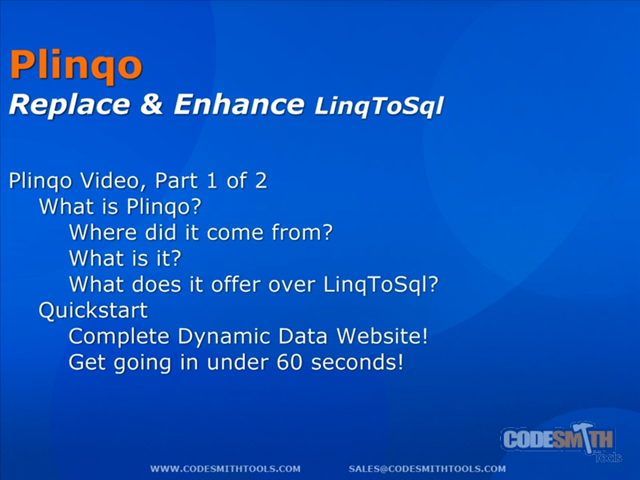 Plinqo
Replace & Enhance LinqToSql
Plinqo Video, Part 1 of 2
What is Plinqo?
Where did it come from?
What is it?
What does it offer over LinqToSql?
Quickstart
Complete Dynamic Data Website!
Get going in under 60 seconds!
CODESMITH
Tools
WWW.CODESMITHTOOLS.COM SALES@CODESMITHTOOLS.COM